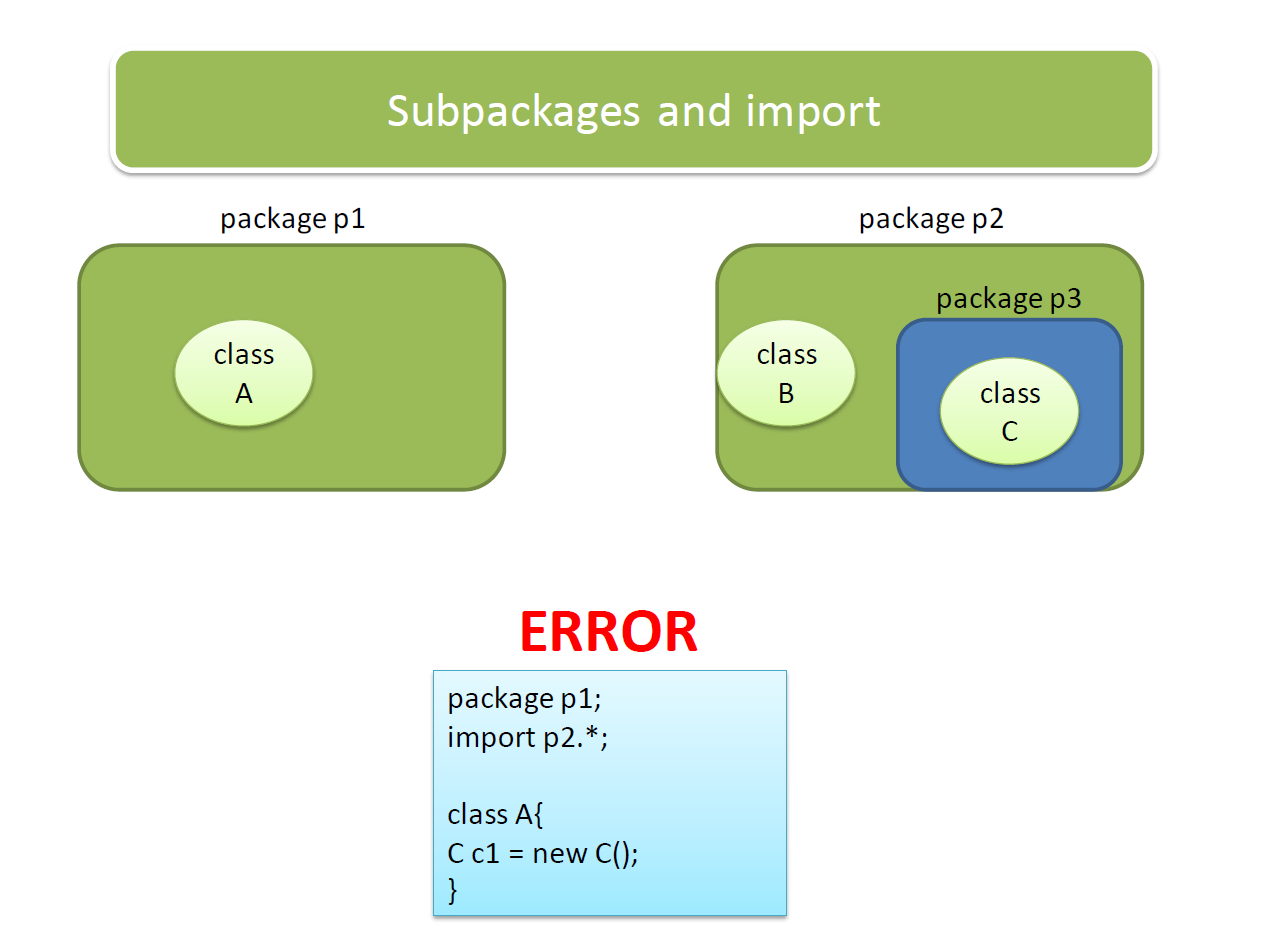 Subpackages and import
package p1
package p2
package p3
class
A
class
B
class
C
ERROR
package p1;
import p2.*;
class A{
C c1 = new C();
}